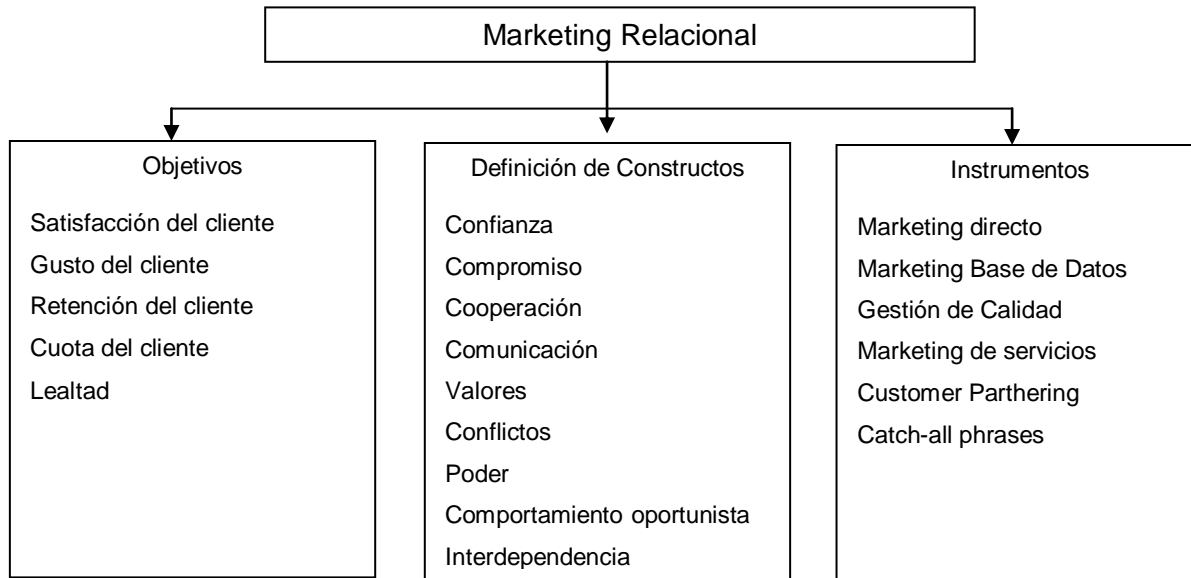 Marketing Relacional
Objetivos
Satisfacción del cliente
Gusto del cliente
Retención del cliente
Cuota del cliente
Lealtad
Definición de Constructos
Confianza
Compromiso
Cooperación
Comunicación
Valores
Conflictos
Poder
Comportamiento oportunista
Interdependencia
Instrumentos
Marketing directo
Marketing Base de Datos
Gestión de Calidad
Marketing de servicios
Customer Parthering
Catch-all phrases